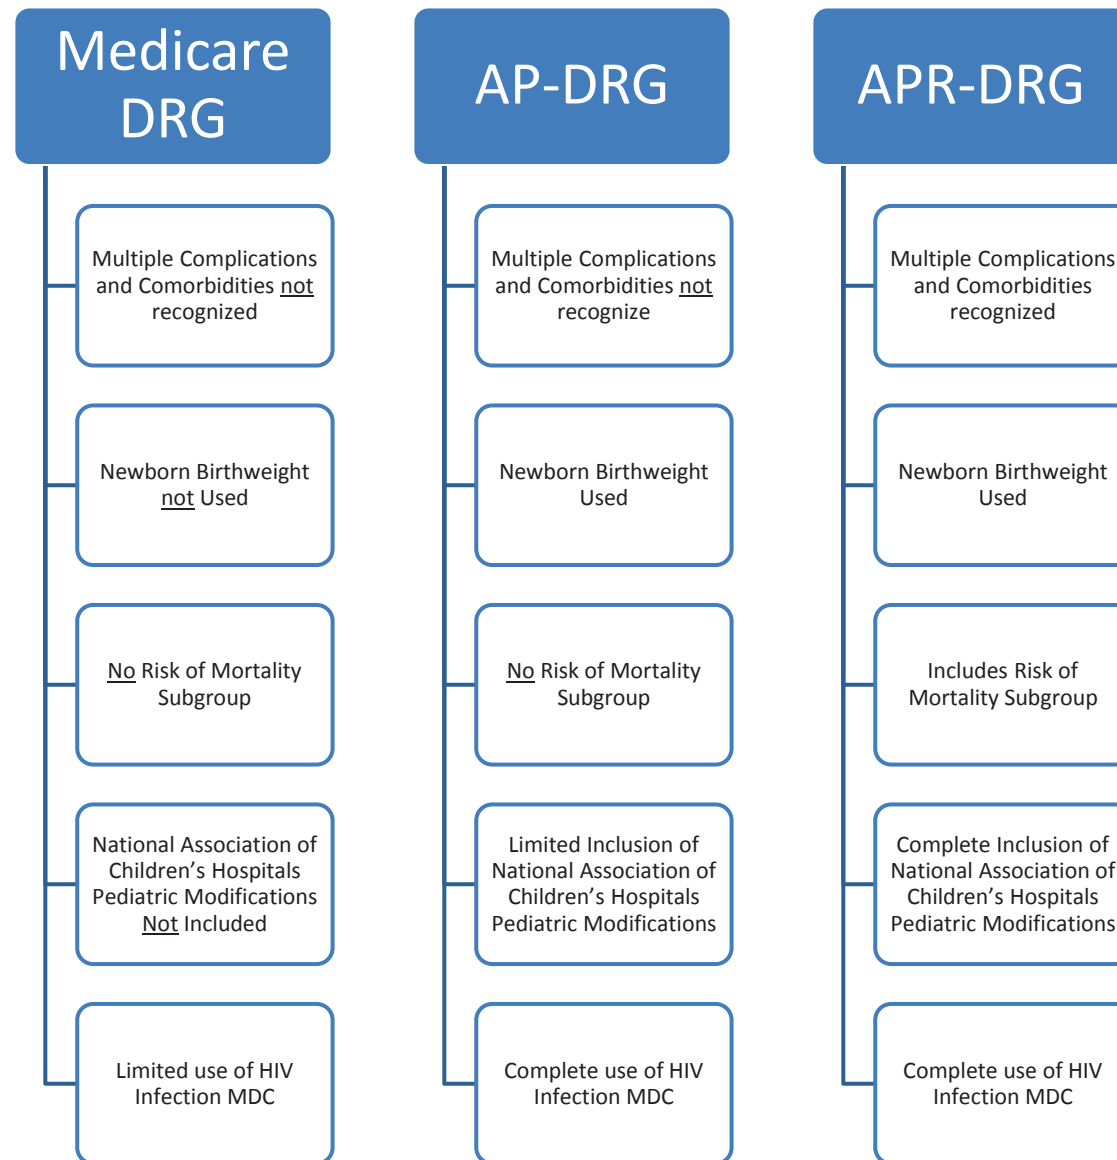 Medicare
DRG
Multiple Complications
and Comorbidities not
recognized
Newborn Birthweight
not Used
No Risk of Mortality
Subgroup
National Association of
Children’s Hospitals
Pediatric Modifications
Not Included
Limited use of HIV
Infection MDC
AP-DRG
Multiple Complications
and Comorbidities not
recognize
Newborn Birthweight
Used
No Risk of Mortality
Subgroup
Limited Inclusion of
National Association of
Children’s Hospitals
Pediatric Modifications
Complete use of HIV
Infection MDC
APR-DRG
Multiple Complications
and Comorbidities
recognized
Newborn Birthweight
Used
Includes Risk of
Mortality Subgroup
Complete Inclusion of
National Association of
Children’s Hospitals
Pediatric Modifications
Complete use of HIV
Infection MDC